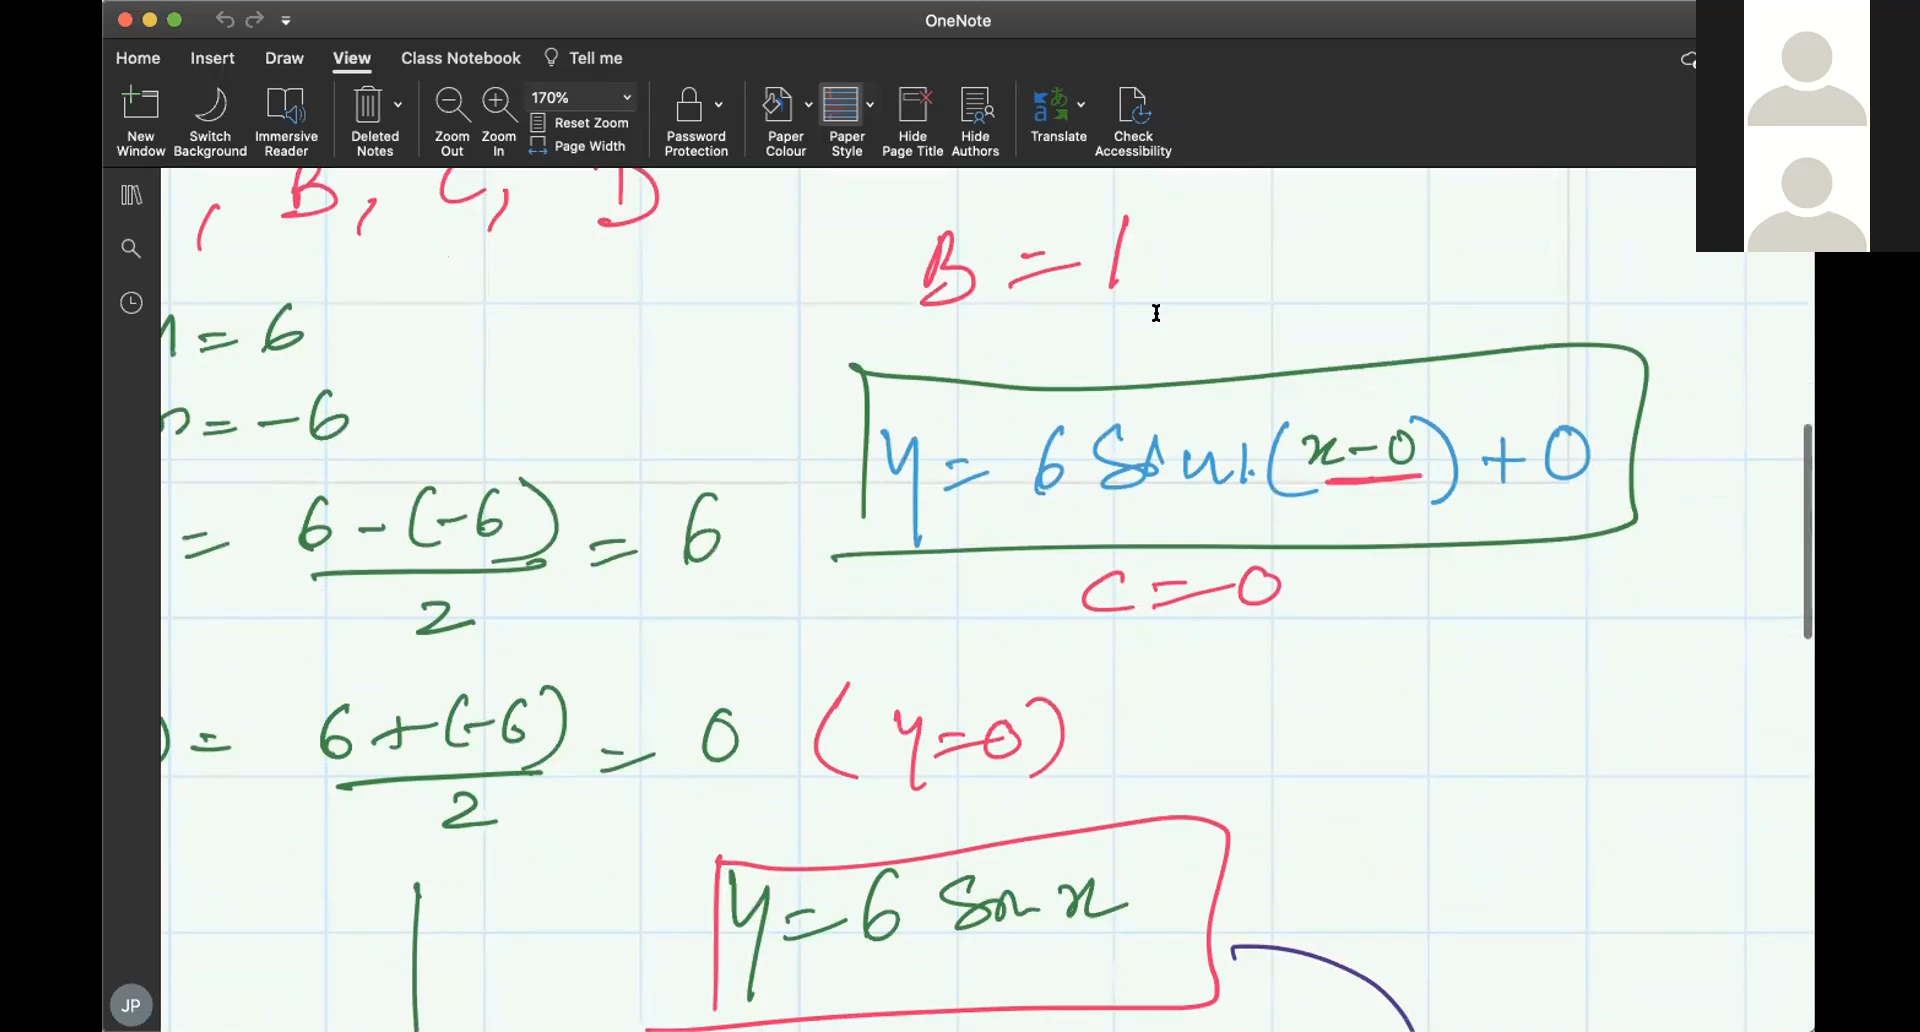 OneNote
Home Insert Draw View Class Notebook Tell me
New Window Switch Background Immersive Reader Deleted Notes Zoom Out Zoom In 170% Reset Zoom Page Width Password Protection Paper Colour Paper Style Hide Page Title Hide Authors Translate Check Accessibility
, B, C, D
B = 1
= 6
= -6
y = 6 Sin 1.(x-0) + 0
= 6-(-6) / 2 = 6
C = 0
= 6+(-6) / 2 = 0 (y=0)
y = 6 Sin x
JP